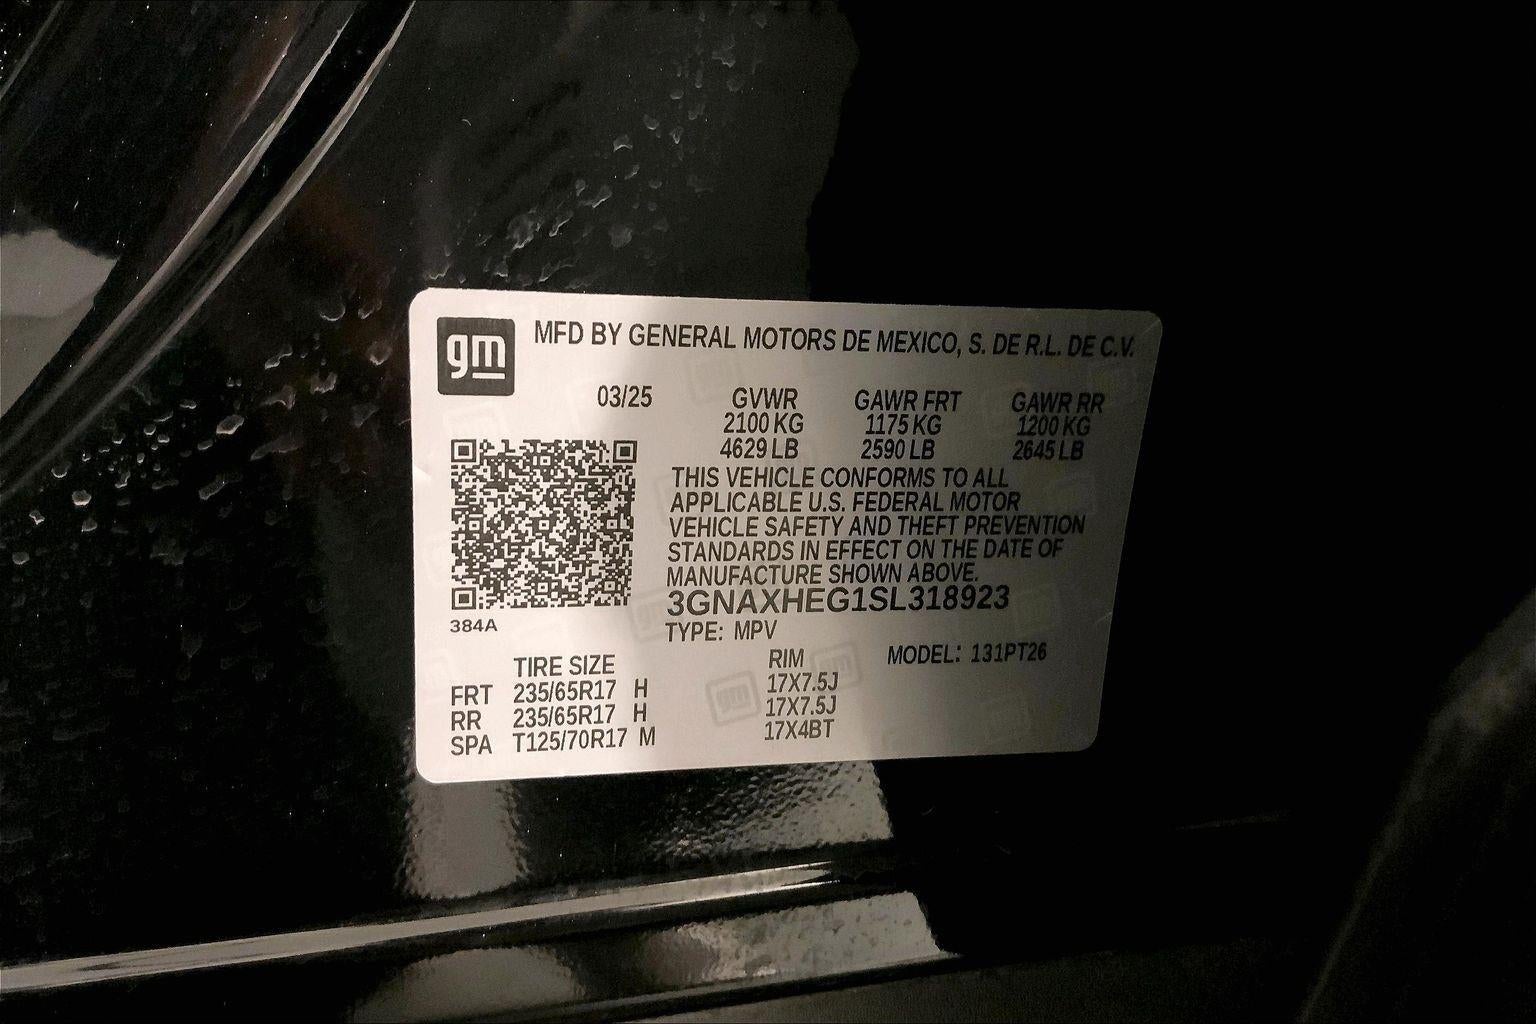 gm
MFD BY GENERAL MOTORS DE MEXICO, S. DE R.L. DE C.V.
03/25 GVWR GAWR FRT GAWR RR
2100 KG 1175 KG 1200 KG
4629 LB 2590 LB 2645 LB
THIS VEHICLE CONFORMS TO ALL
APPLICABLE U.S. FEDERAL MOTOR
VEHICLE SAFETY AND THEFT PREVENTION
STANDARDS IN EFFECT ON THE DATE OF
MANUFACTURE SHOWN ABOVE.
3GNAXHEG1SL318923
384A
TYPE: MPV
TIRE SIZE RIM MODEL: 131PT26
FRT 235/65R17 H 17X7.5J
RR 235/65R17 H 17X7.5J
SPA T125/70R17 M 17X4BT